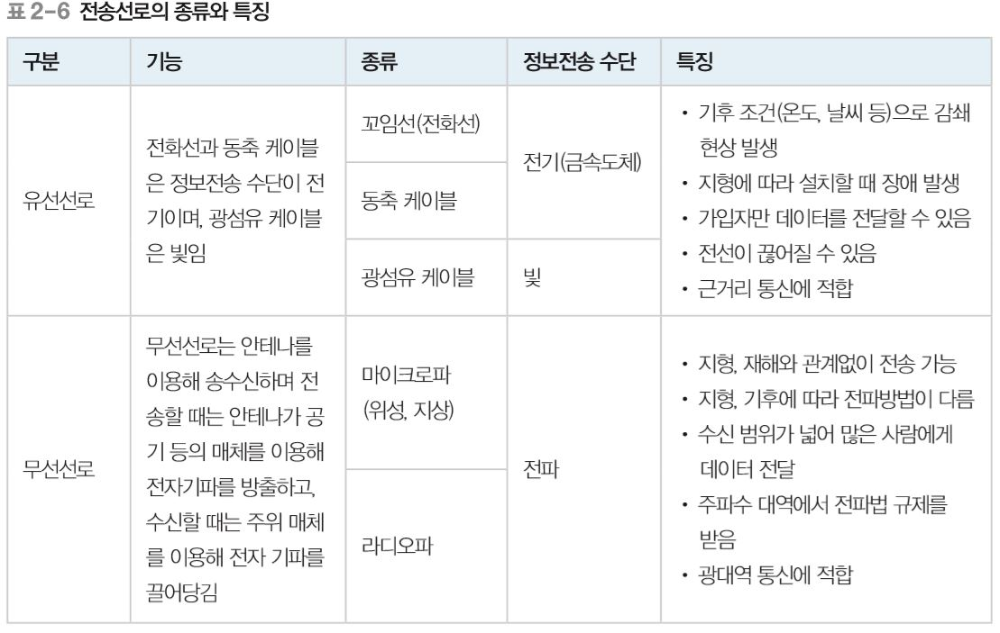 표 2-6 전송선로의 종류와 특징
구분 기능 종류 정보전송 수단 특징
유선선로
전화선과 동축 케이블
은 정보전송 수단이 전
기이며, 광섬유 케이블
은 빛임
꼬임선(전화선)
동축 케이블
광섬유 케이블
전기(금속도체)
빛
• 기후 조건(온도, 날씨 등)으로 감쇄
현상 발생
• 지형에 따라 설치할 때 장애 발생
• 가입자만 데이터를 전달할 수 있음
• 전선이 끊어질 수 있음
• 근거리 통신에 적합
무선선로
무선선로는 안테나를
이용해 송수신하며 전
송할 때는 안테나가 공
기 등의 매체를 이용해
전자기파를 방출하고,
수신할 때는 주위 매체
를 이용해 전자 기파를
끌어당김
마이크로파
(위성, 지상)
라디오파
전파
• 지형, 재해와 관계없이 전송 가능
• 지형, 기후에 따라 전파방법이 다름
• 수신 범위가 넓어 많은 사람에게
데이터 전달
• 주파수 대역에서 전파법 규제를
받음
• 광대역 통신에 적합